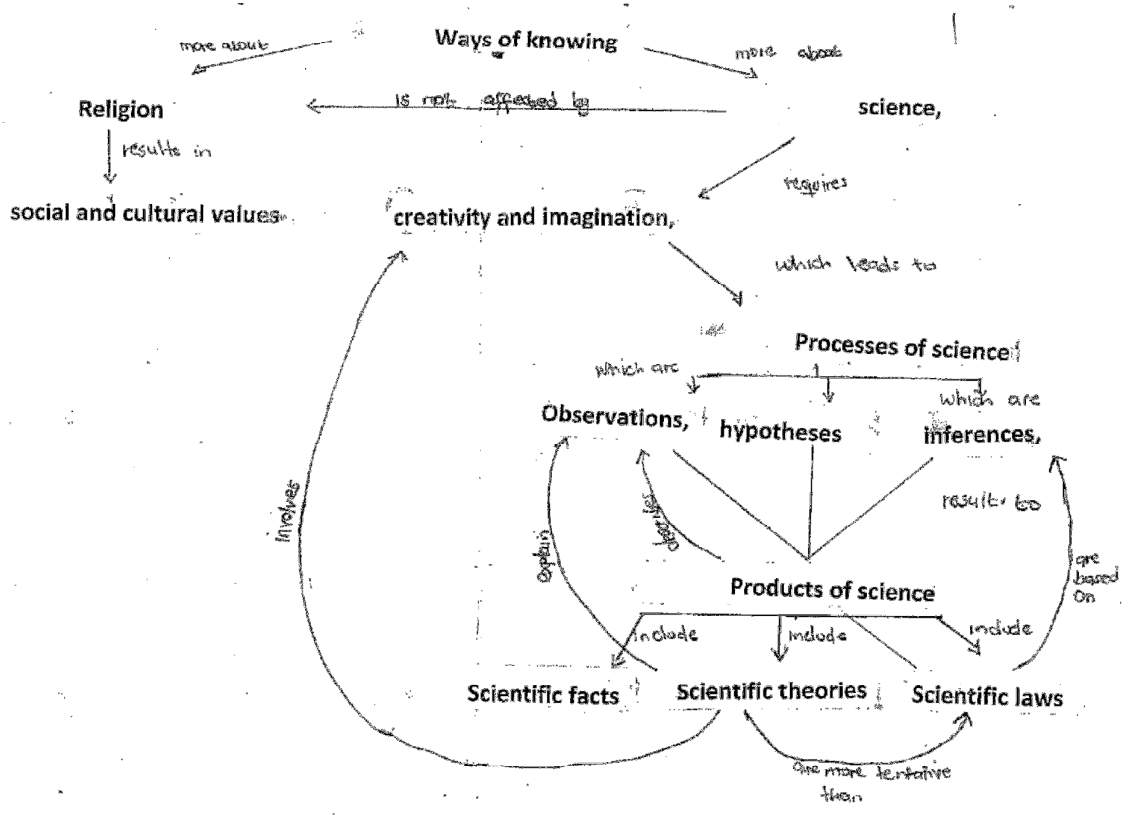 Ways of knowing
more about
more about
Religion
is not affected by
science,
results in
requires
social and cultural values
creativity and imagination,
which leads to
Processes of science
which are
which are
Observations,
hypotheses
inferences,
results to
involves
explain
are
based
on
Products of science
include
include
include
Scientific facts
Scientific theories
Scientific laws
are more tentative
than